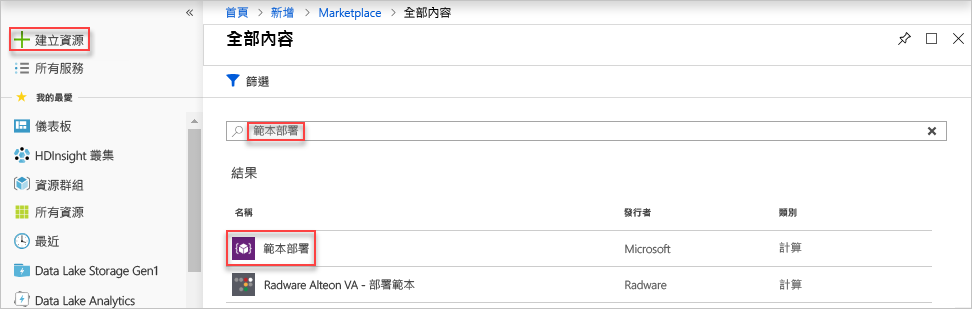 «
建立資源
所有服務
我的最愛
儀表板
HDInsight 叢集
資源群組
所有資源
最近
Data Lake Storage Gen1
Data Lake Analytics
首頁 > 新增 > Marketplace > 全部內容
全部內容
篩選
範本部署
結果
名稱 發行者 類別
範本部署 Microsoft 計算
Radware Alteon VA - 部署範本 Radware 計算